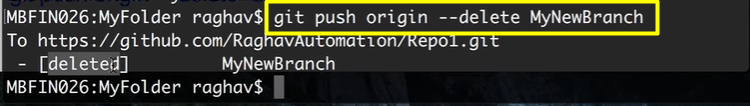 MBFIN026:MyFolder raghav$ git push origin --delete MyNewBranch
To https://github.com/RaghavAutomation/Repo1.git
 - [deleted]         MyNewBranch
MBFIN026:MyFolder raghav$